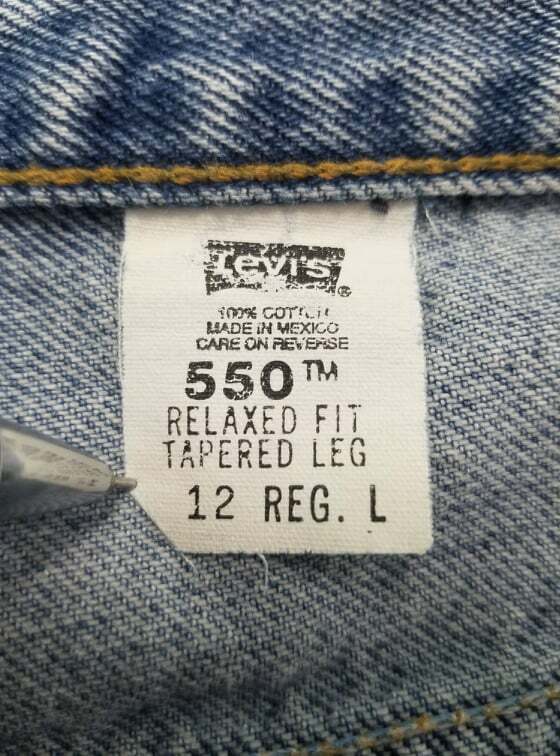 Levi's®
100% COTTON
MADE IN MEXICO
CARE ON REVERSE
550™
RELAXED FIT
TAPERED LEG
12 REG. L